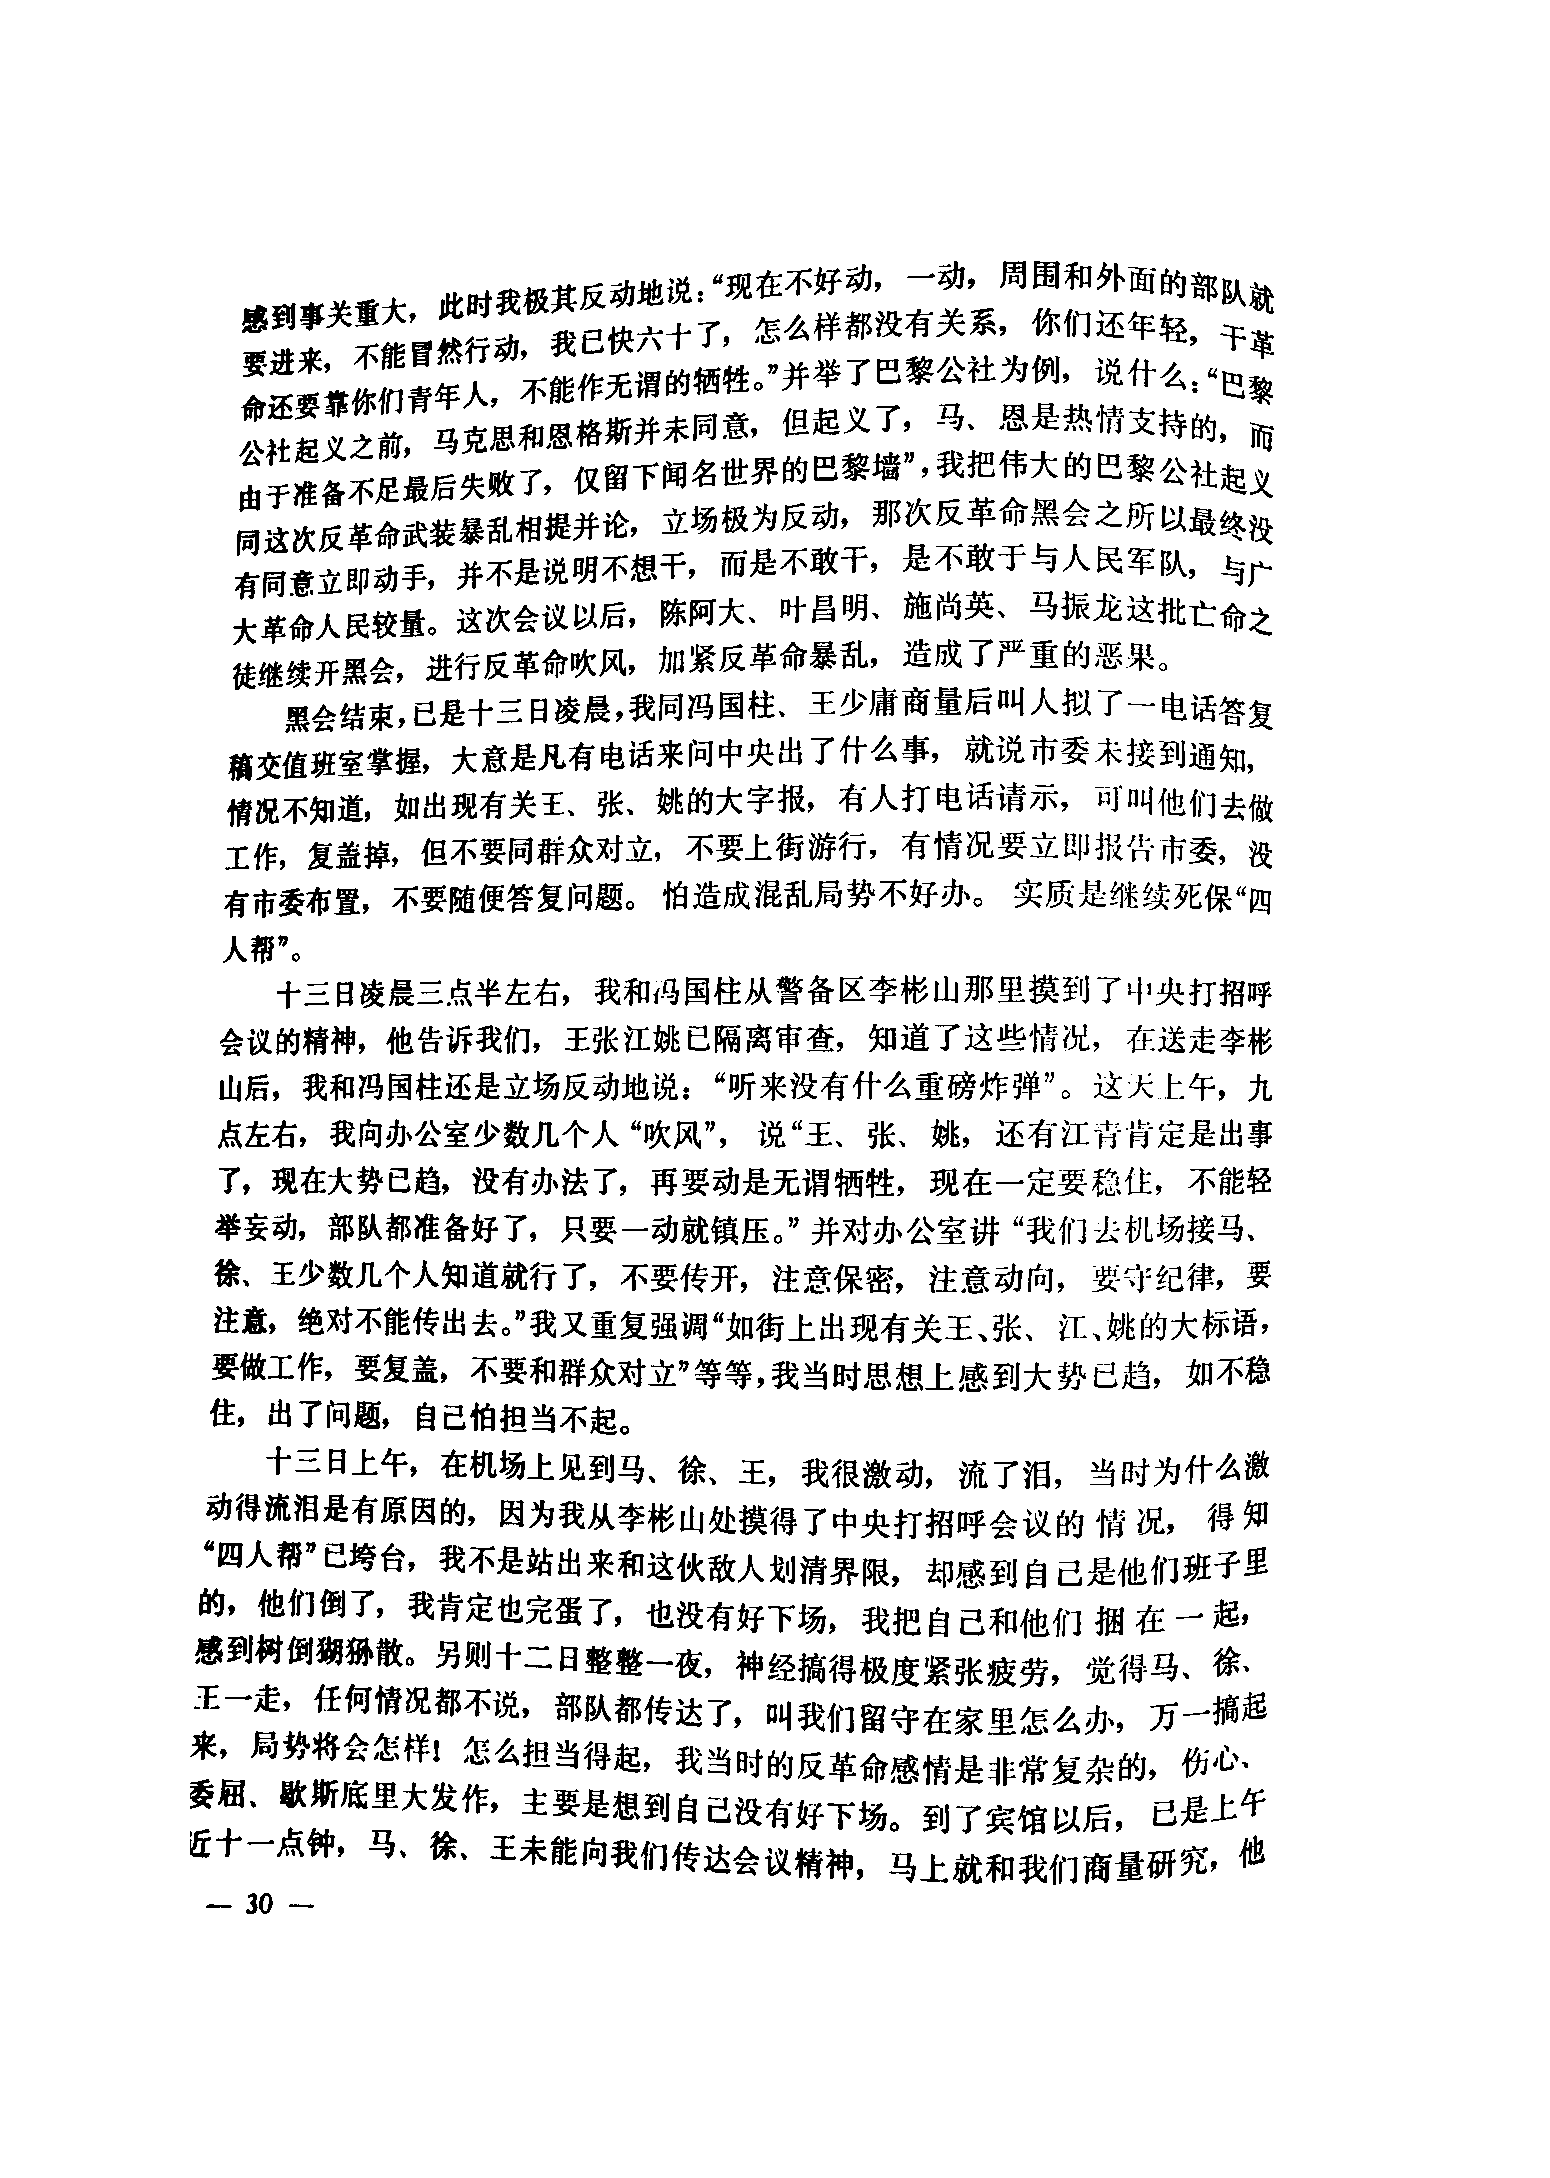 感到事关重大，此时我极其反动地说：“现在不好动，一动，周围和外面的部队就
要进来，不能冒然行动，我已快六十了，怎么样都没有关系，你们还年轻，干革
命还要靠你们青年人，不能作无谓的牺牲。”并举了巴黎公社为例，说什么：“巴黎
公社起义之前，马克思和恩格斯并未同意，但起义了，马、恩是热情支持的，而
由于准备不足最后失败了，仅留下闻名世界的巴黎墙”，我把伟大的巴黎公社起义
同这次反革命武装暴乱相提并论，立场极为反动，那次反革命黑会之所以最终没
有同意立即动手，并不是说明不想干，而是不敢干，是不敢于与人民军队，与广
大革命人民较量。这次会议以后，陈阿大、叶昌明、施尚英、马振龙这批亡命之
徒继续开黑会，进行反革命吹风，加紧反革命暴乱，造成了严重的恶果。
黑会结束，已是十三日凌晨，我同冯国柱、王少庸商量后叫人拟了一电话答复
稿交值班室掌握，大意是凡有电话来问中央出了什么事，就说市委未接到通知，
情况不知道，如出现有关王、张、姚的大字报，有人打电话请示，可叫他们去做
工作，复盖掉，但不要同群众对立，不要上街游行，有情况要立即报告市委，没
有市委布置，不要随便答复问题。怕造成混乱局势不好办。实质是继续死保“四
人帮”。
十三日凌晨三点半左右，我和冯国柱从警备区李彬山那里摸到了中央打招呼
会议的精神，他告诉我们，王张江姚已隔离审查，知道了这些情况，在送走李彬
山后，我和冯国柱还是立场反动地说：“听来没有什么重磅炸弹”。这天上午，九
点左右，我向办公室少数几个人“吹风”，说“王、张、姚，还有江青肯定是出事
了，现在大势已趋，没有办法了，再要动是无谓牺牲，现在一定要稳住，不能轻
举妄动，部队都准备好了，只要一动就镇压。”并对办公室讲“我们去机场接马、
徐、王少数几个人知道就行了，不要传开，注意保密，注意动向，要守纪律，要
注意，绝对不能传出去。”我又重复强调“如街上出现有关王、张、江、姚的大标语，
要做工作，要复盖，不要和群众对立”等等，我当时思想上感到大势已趋，如不稳
住，出了问题，自己怕担当不起。
十三日上午，在机场上见到马、徐、王，我很激动，流了泪，当时为什么激
动得流泪是有原因的，因为我从李彬山处摸得了中央打招呼会议的情况，得知
“四人帮”已垮台，我不是站出来和这伙敌人划清界限，却感到自己是他们班子里
的，他们倒了，我肯定也完蛋了，也没有好下场，我把自己和他们捆在一起，
感到树倒猢狲散。另则十二日整整一夜，神经搞得极度紧张疲劳，觉得马、徐、
王一走，任何情况都不说，部队都传达了，叫我们留守在家里怎么办，万一搞起
来，局势将会怎样！怎么担当得起，我当时的反革命感情是非常复杂的，伤心、
委屈、歇斯底里大发作，主要是想到自己没有好下场。到了宾馆以后，已是上午
近十一点钟，马、徐、王未能向我们传达会议精神，马上就和我们商量研究，他
— 30 —